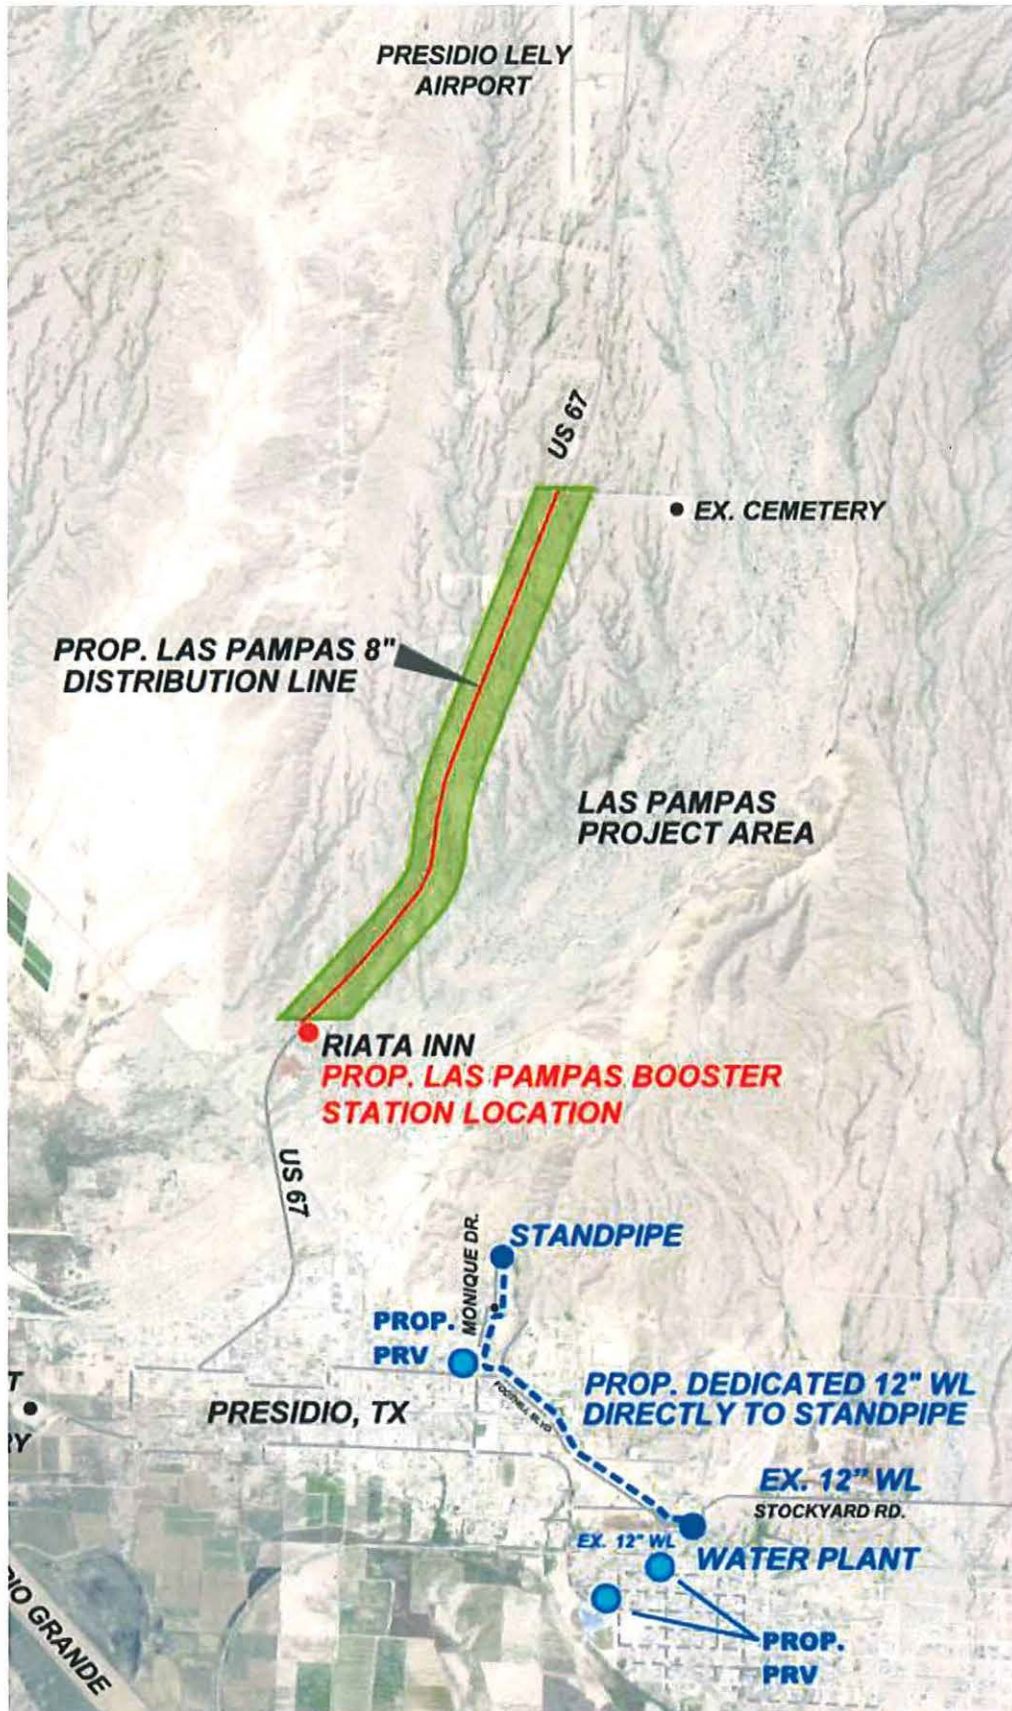 PRESIDIO LELY
AIRPORT
US 67
EX. CEMETERY
PROP. LAS PAMPAS 8"
DISTRIBUTION LINE
LAS PAMPAS
PROJECT AREA
RIATA INN
PROP. LAS PAMPAS BOOSTER
STATION LOCATION
US 67
MONIQUE DR.
STANDPIPE
PROP.
PRV
FOOTHILL BLVD
PROP. DEDICATED 12" WL
DIRECTLY TO STANDPIPE
T
RY
PRESIDIO, TX
EX. 12" WL
STOCKYARD RD.
EX. 12" WL
WATER PLANT
PROP.
PRV
IO GRANDE